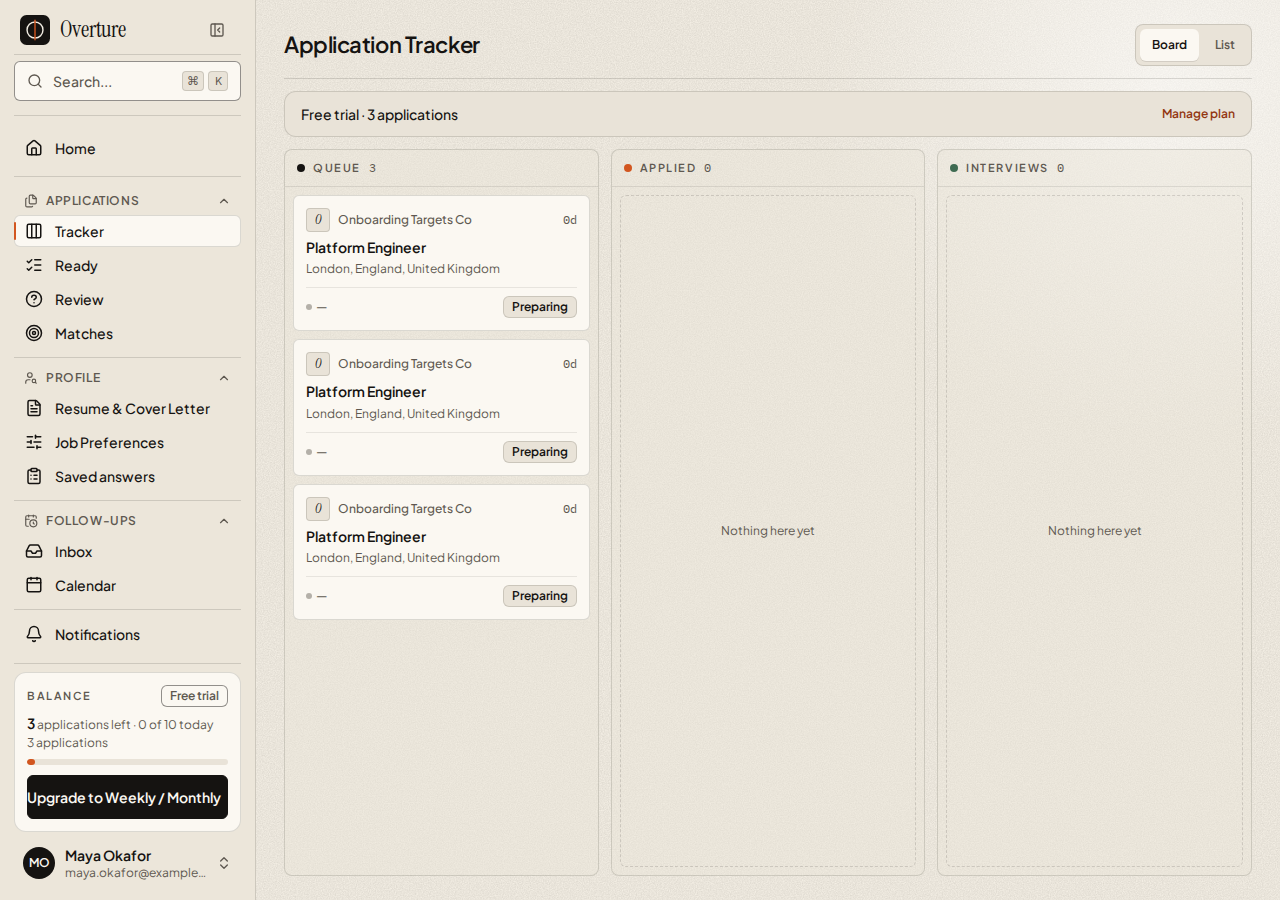 Overture
Search...
⌘ K
Home
APPLICATIONS
Tracker
Ready
Review
Matches
PROFILE
Resume & Cover Letter
Job Preferences
Saved answers
FOLLOW-UPS
Inbox
Calendar
Notifications
BALANCE
Free trial
3 applications left · 0 of 10 today
3 applications
Upgrade to Weekly / Monthly
MO
Maya Okafor
maya.okafor@example...
Application Tracker
Board
List
Free trial · 3 applications
Manage plan
QUEUE 3
O Onboarding Targets Co 0d
Platform Engineer
London, England, United Kingdom
— Preparing
O Onboarding Targets Co 0d
Platform Engineer
London, England, United Kingdom
— Preparing
O Onboarding Targets Co 0d
Platform Engineer
London, England, United Kingdom
— Preparing
APPLIED 0
Nothing here yet
INTERVIEWS 0
Nothing here yet